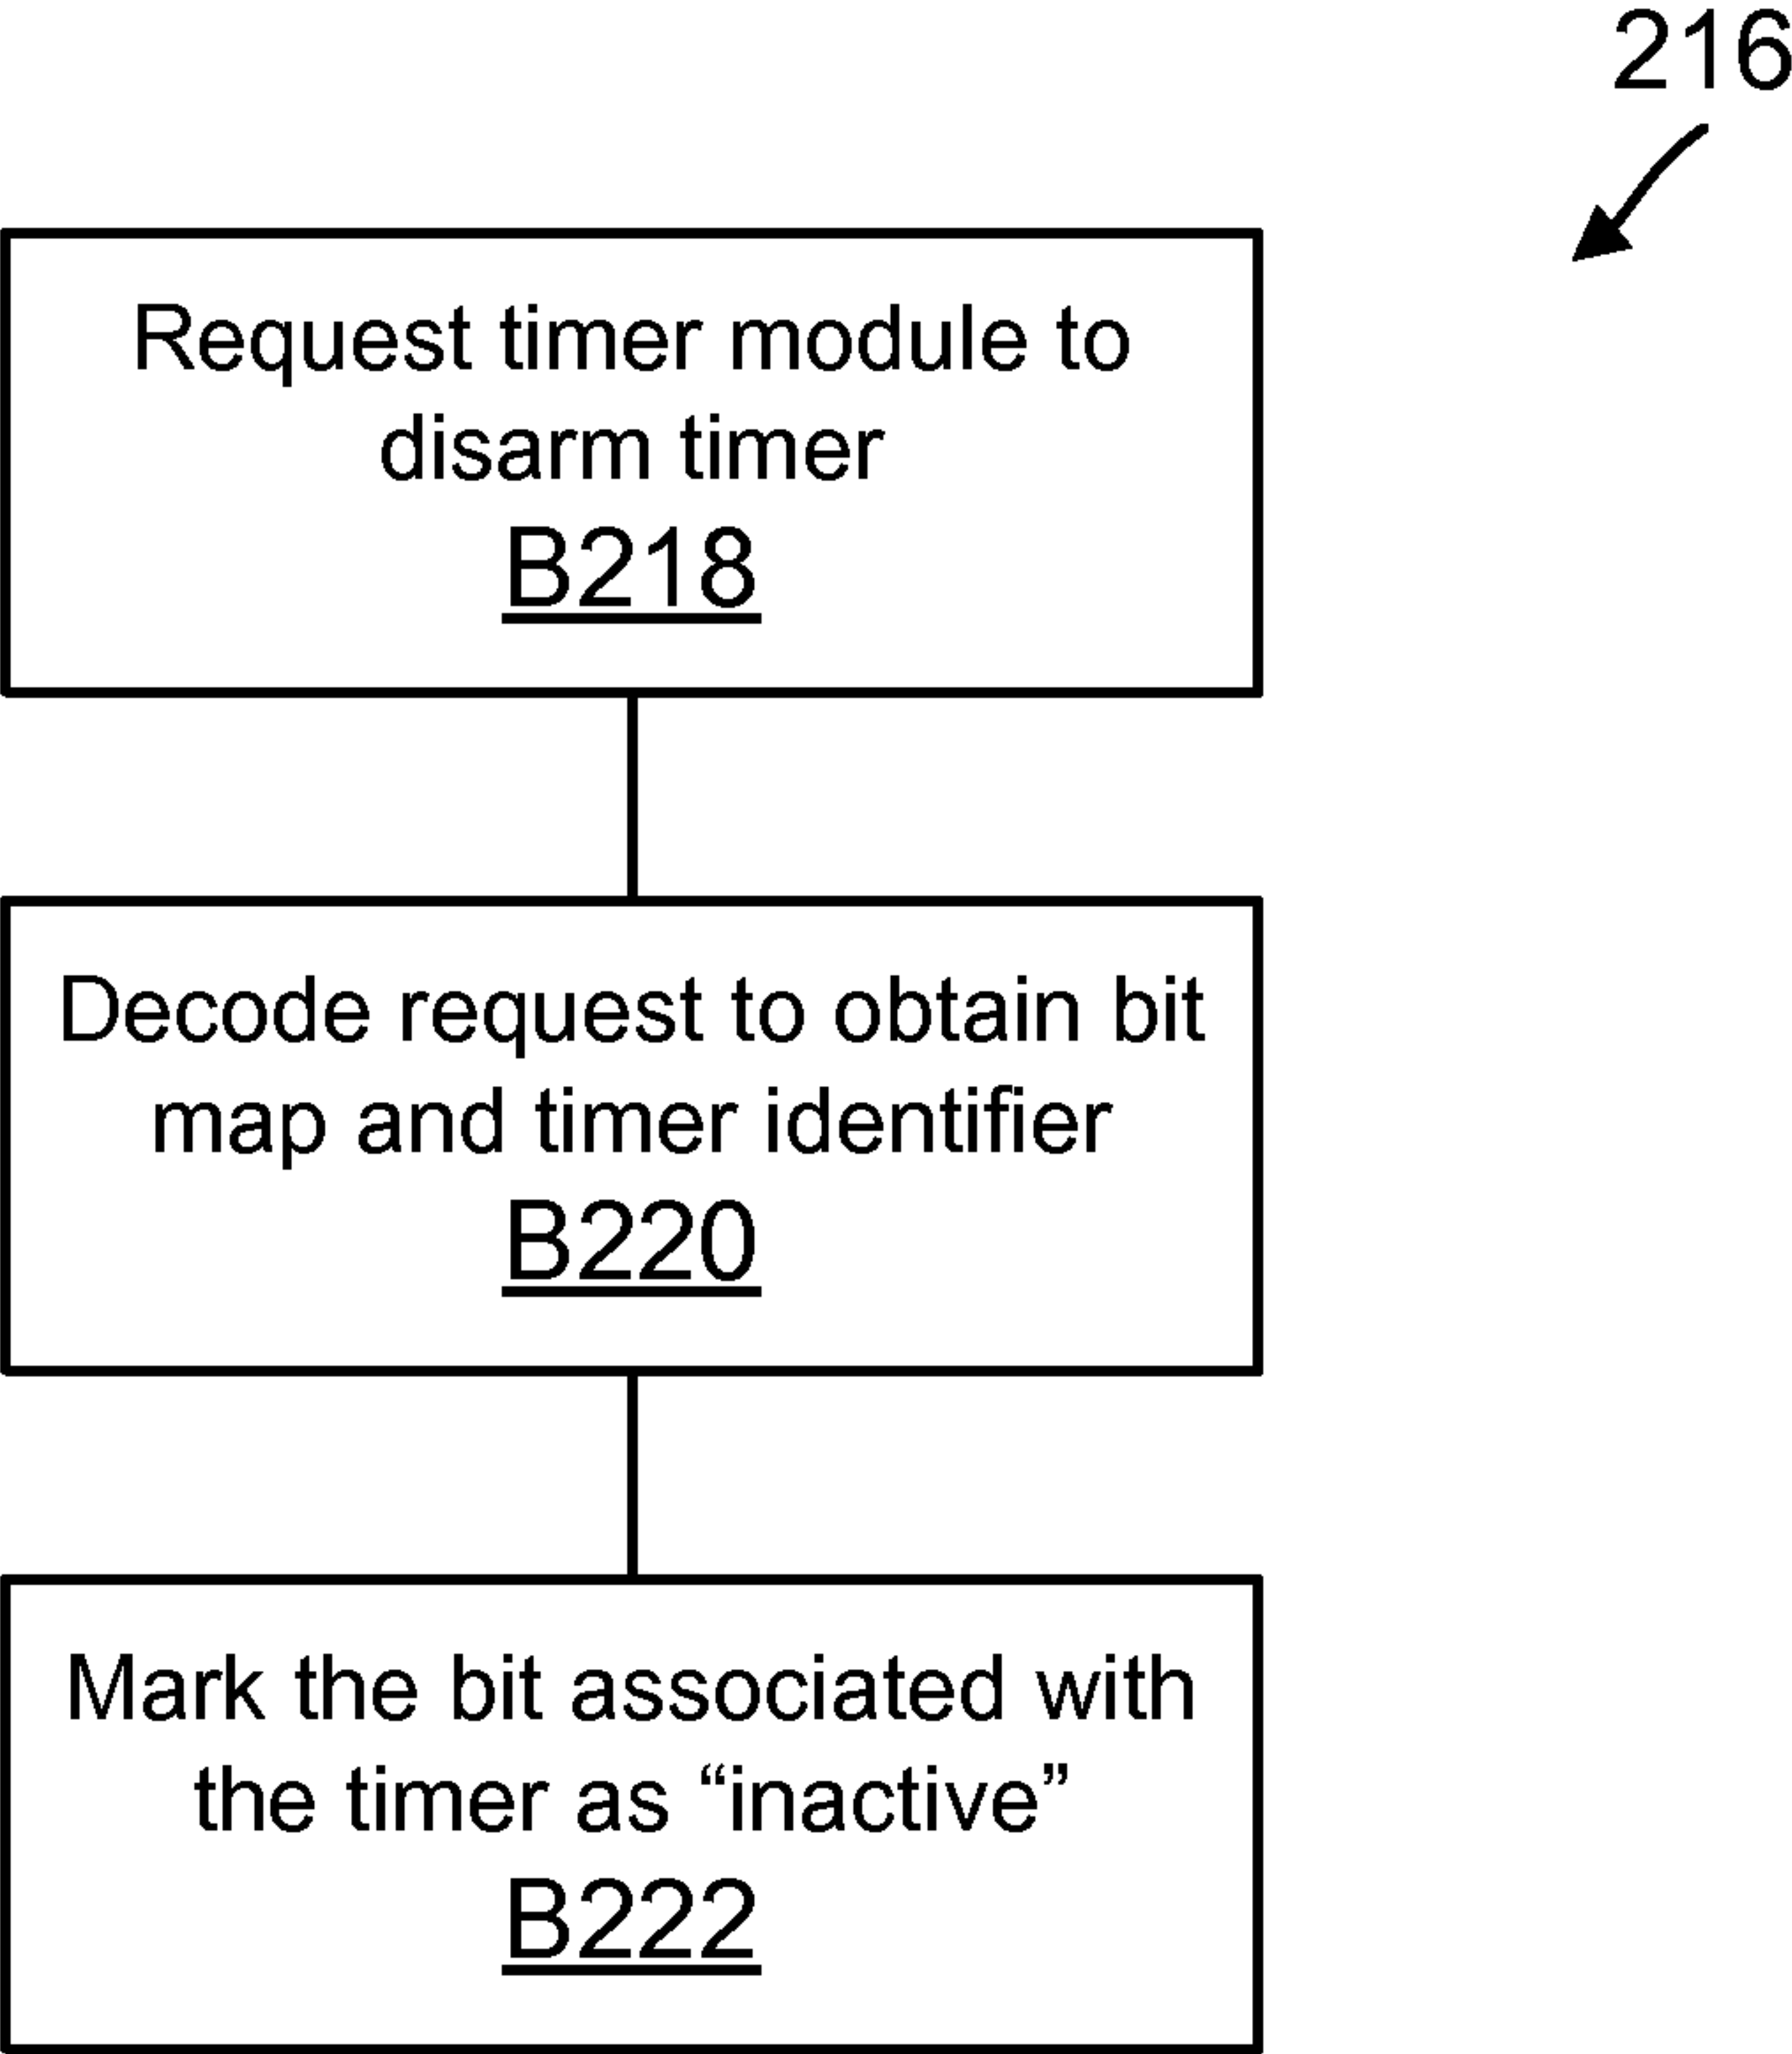 216
Request timer module to
disarm timer
B218
Decode request to obtain bit
map and timer identifier
B220
Mark the bit associated with
the timer as “inactive”
B222